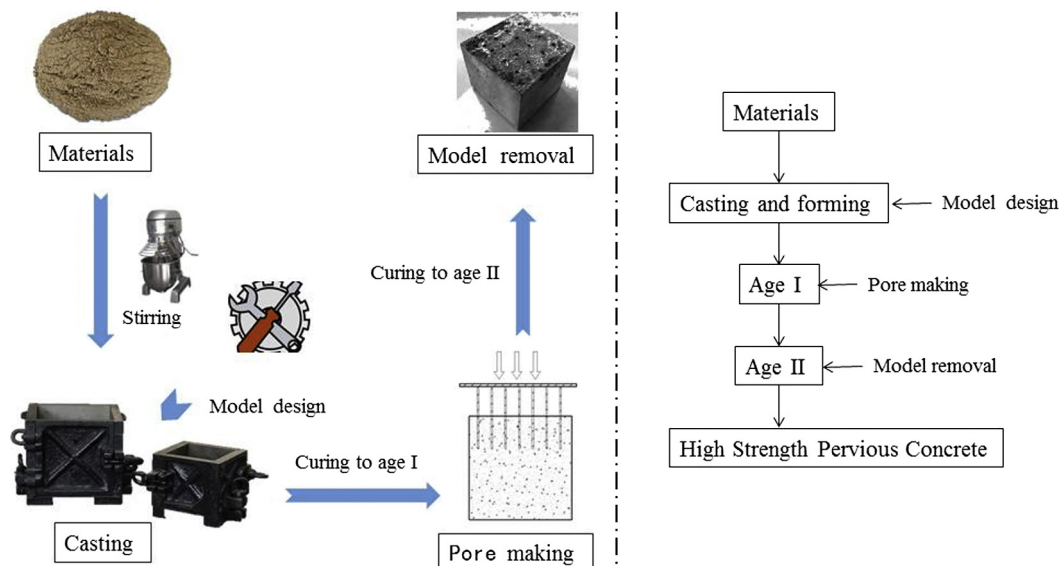 Materials
Stirring
Model design
Casting
Curing to age I
Pore making
Curing to age II
Model removal
Materials
Casting and forming
Model design
Age I
Pore making
Age II
Model removal
High Strength Pervious Concrete